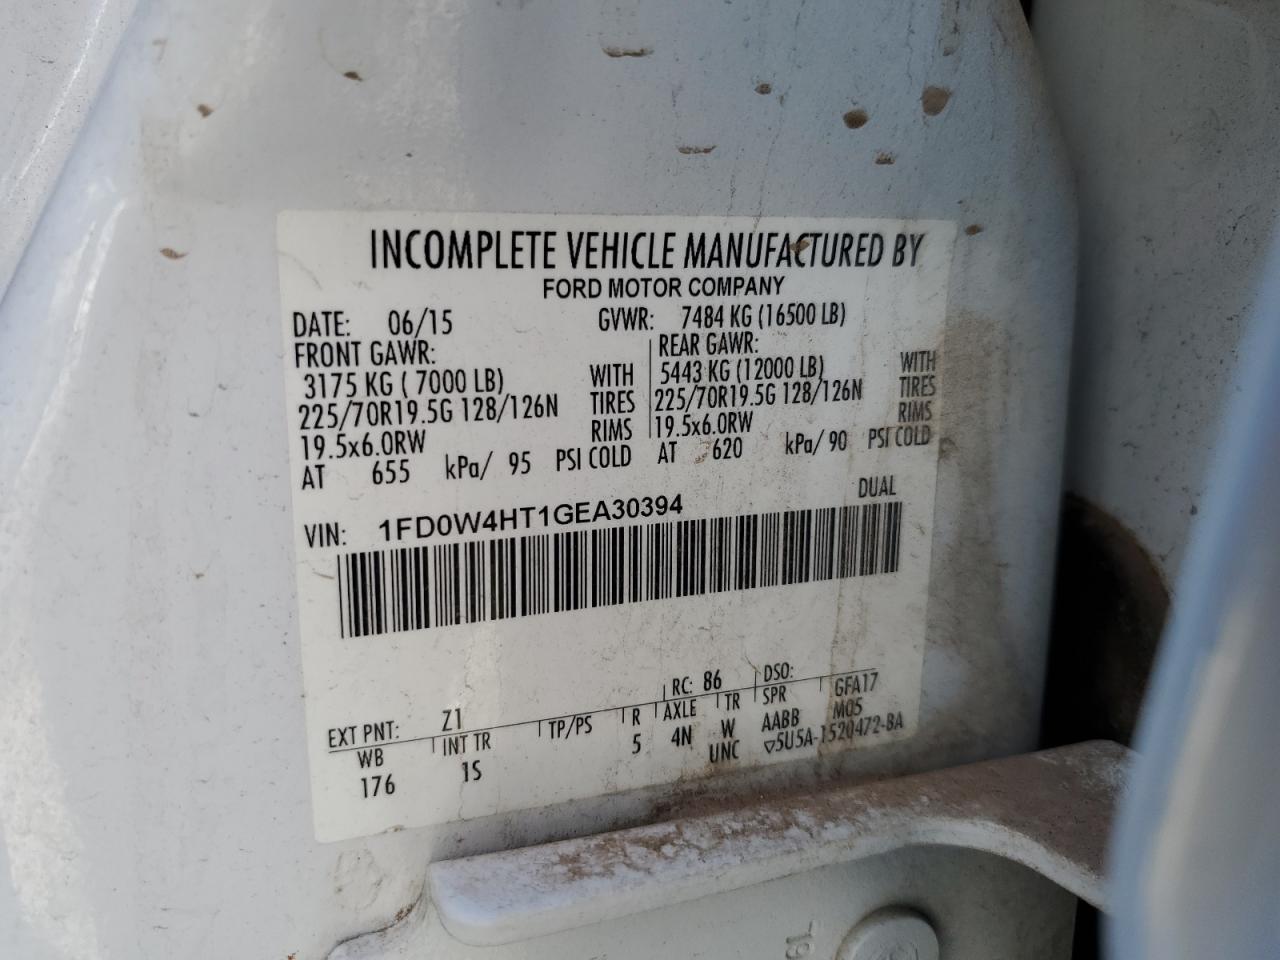 INCOMPLETE VEHICLE MANUFACTURED BY
FORD MOTOR COMPANY
DATE: 06/15 GVWR: 7484 KG (16500 LB)
FRONT GAWR: REAR GAWR:
3175 KG ( 7000 LB) WITH 5443 KG (12000 LB) WITH
225/70R19.5G 128/126N TIRES 225/70R19.5G 128/126N TIRES
19.5x6.0RW RIMS 19.5x6.0RW RIMS
AT 655 kPa/ 95 PSI COLD AT 620 kPa/ 90 PSI COLD
DUAL
VIN: 1FD0W4HT1GEA30394
EXT PNT: Z1 RC: 86 DSO:
WB INT TR TP/PS R AXLE TR SPR GFA17
176 1S 5 4N W AABB M05
UNC ▽5U5A-1520472-BA
19